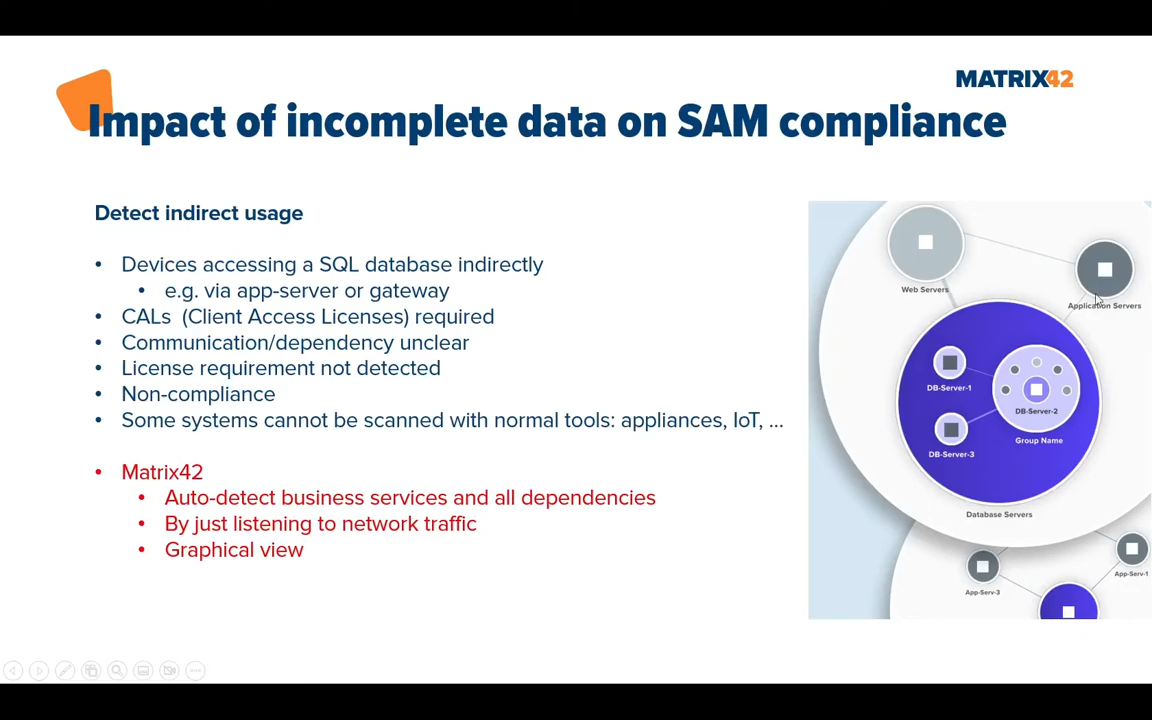 MATRIX42
Impact of incomplete data on SAM compliance
Detect indirect usage
• Devices accessing a SQL database indirectly
• e.g. via app-server or gateway
• CALs (Client Access Licenses) required
• Communication/dependency unclear
• License requirement not detected
• Non-compliance
• Some systems cannot be scanned with normal tools: appliances, IoT, ...
• Matrix42
• Auto-detect business services and all dependencies
• By just listening to network traffic
• Graphical view
Web Servers
Application Servers
DB-Server-1
DB-Server-2
Group Name
DB-Server-3
Database Servers
App-Serv-1
App-Serv-3